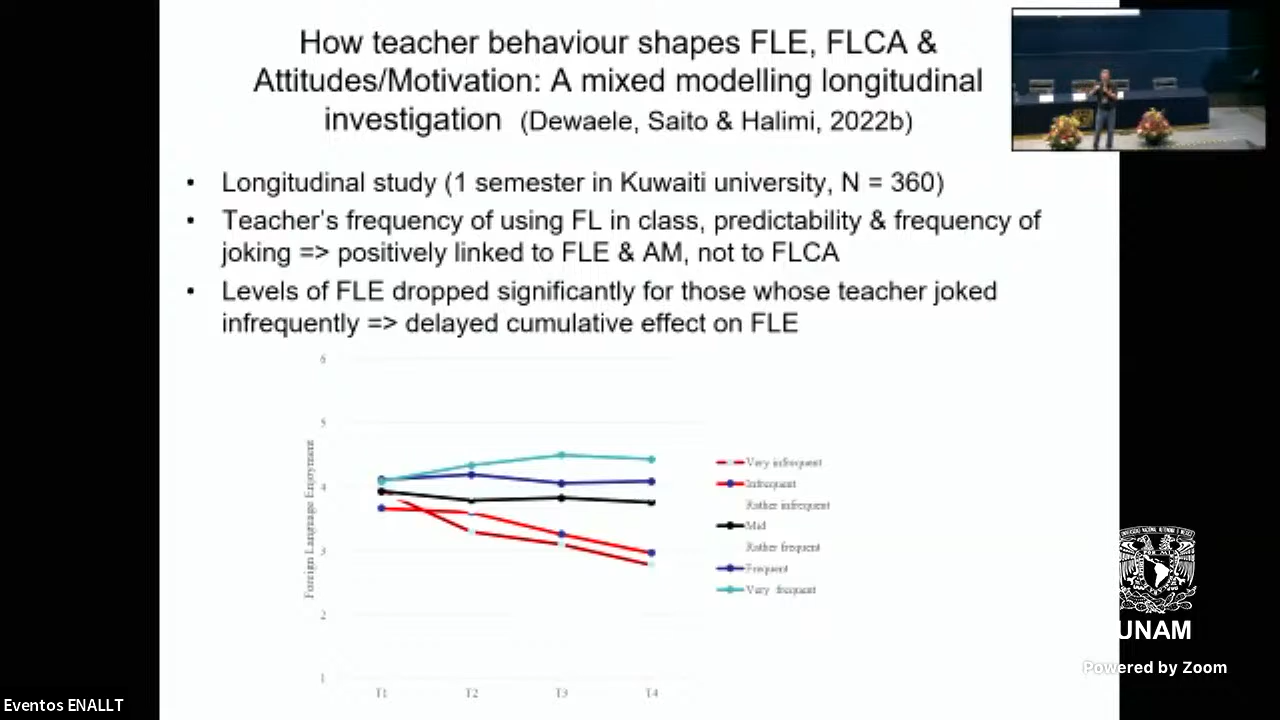 How teacher behaviour shapes FLE, FLCA &
Attitudes/Motivation: A mixed modelling longitudinal
investigation (Dewaele, Saito & Halimi, 2022b)
• Longitudinal study (1 semester in Kuwaiti university, N = 360)
• Teacher's frequency of using FL in class, predictability & frequency of
joking => positively linked to FLE & AM, not to FLCA
• Levels of FLE dropped significantly for those whose teacher joked
infrequently => delayed cumulative effect on FLE
Foreign Language Enjoyment
6
5
4
3
2
1
T1 T2 T3 T4
Very infrequent
Infrequent
Rather infrequent
Mid
Rather frequent
Frequent
Very frequent
UNAM
Powered by Zoom
Eventos ENALLT